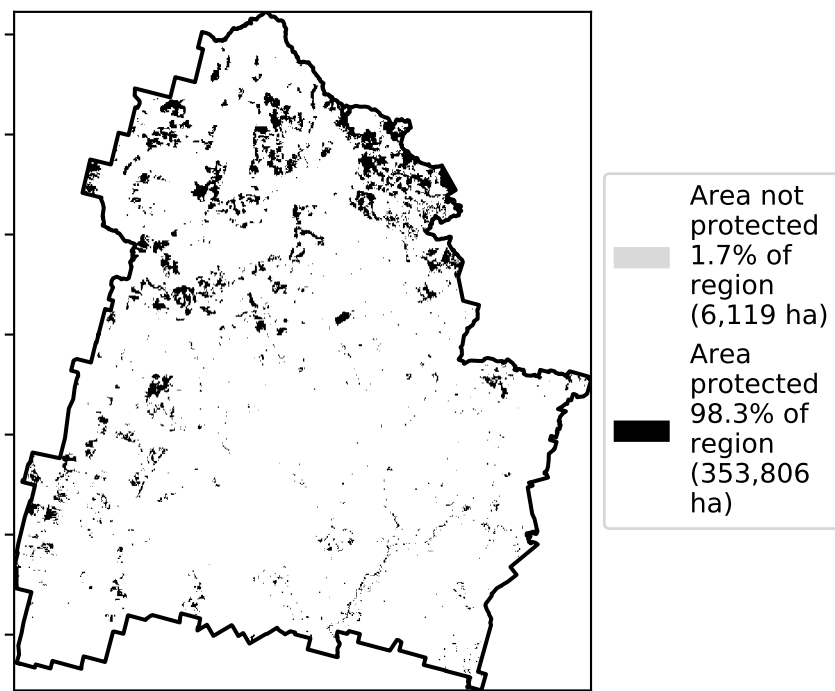 Area not
protected
1.7% of
region
(6,119 ha)
Area
protected
98.3% of
region
(353,806
ha)